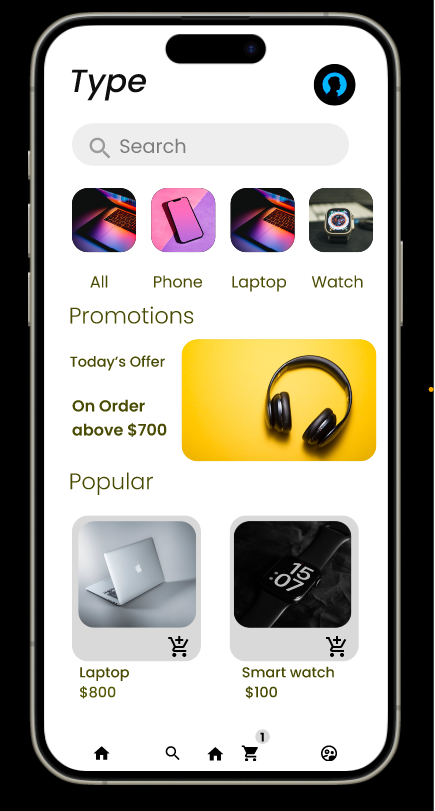 Type
Search
All
Phone
Laptop
Watch
Promotions
Today's Offer
On Order
above $700
Popular
15
:07
Laptop
$800
Smart watch
$100
1